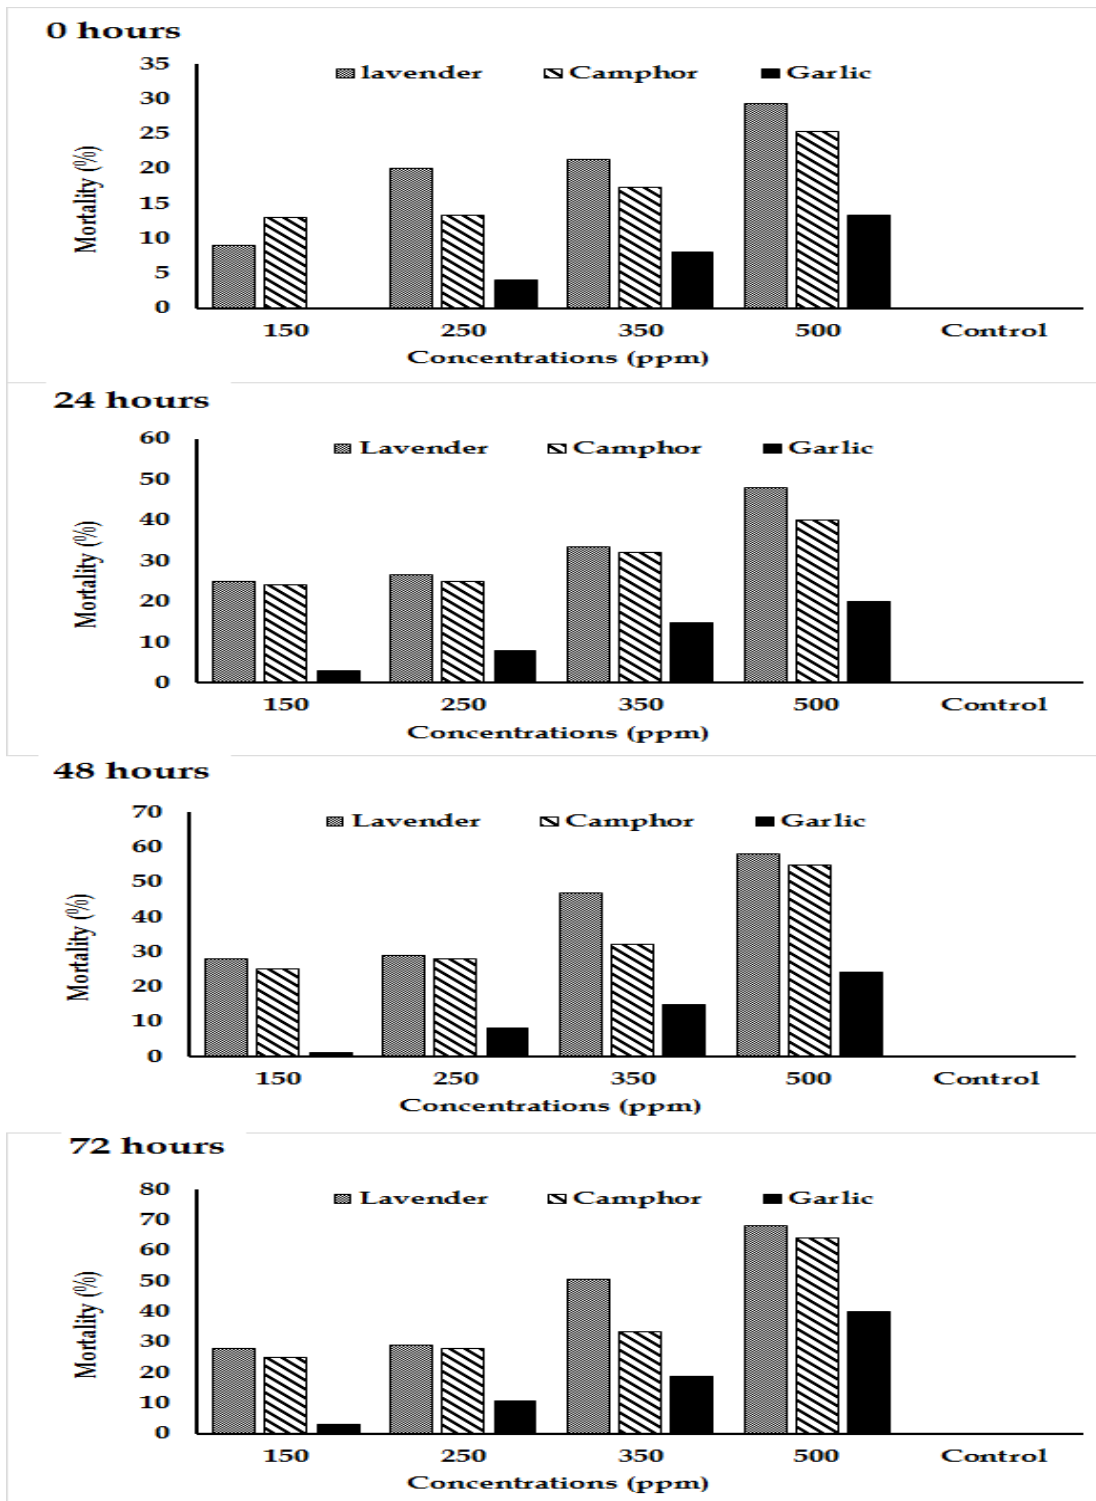 0 hours
35
lavender Camphor Garlic
30
25
20
15
10
5
0
Mortality (%)
150 250 350 500 Control
Concentrations (ppm)
24 hours
60
Lavender Camphor Garlic
50
40
30
20
10
0
Mortality (%)
150 250 350 500 Control
Concentrations (ppm)
48 hours
70
Lavender Camphor Garlic
60
50
40
30
20
10
0
Mortality (%)
150 250 350 500 Control
Concentrations (ppm)
72 hours
80
Lavender Camphor Garlic
70
60
50
40
30
20
10
0
Mortality (%)
150 250 350 500 Control
Concentrations (ppm)